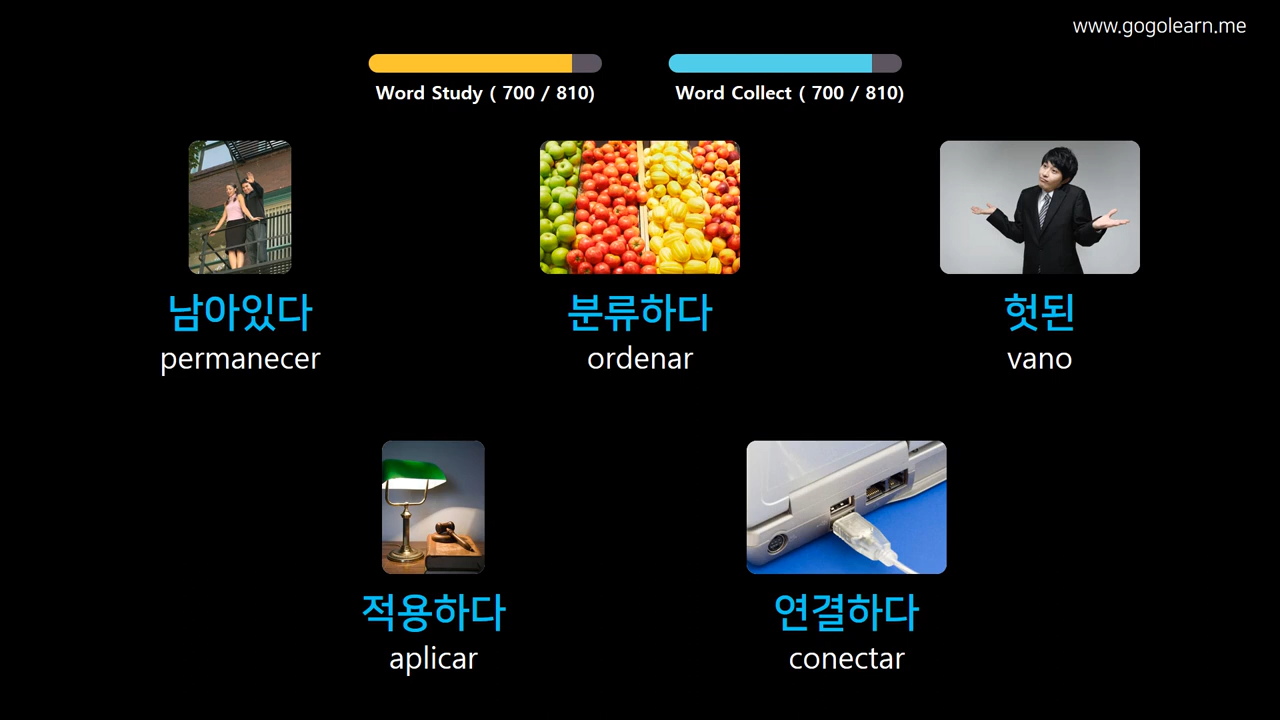 www.gogolearn.me
Word Study ( 700 / 810)
Word Collect ( 700 / 810)
남아있다
permanecer
분류하다
ordenar
헛된
vano
적용하다
aplicar
연결하다
conectar